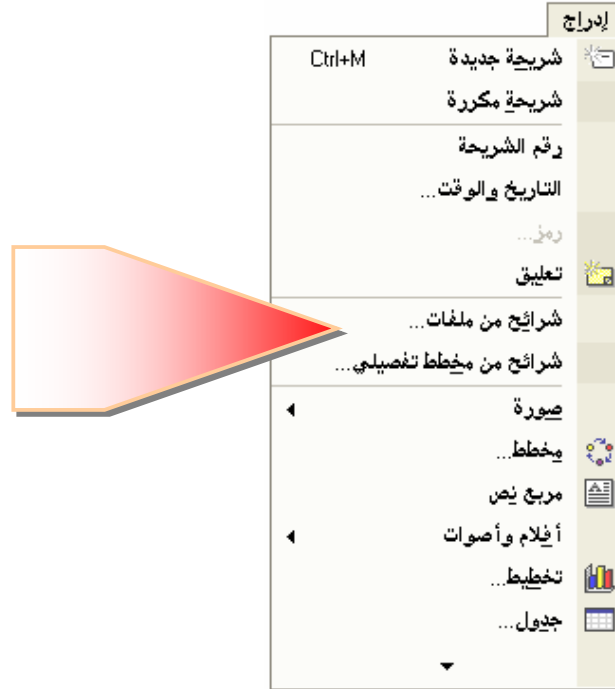 إدراج
شريحة جديدة Ctrl+M
شريحة مكررة
رقم الشريحة
التاريخ والوقت...
رمز...
تعليق
شرائح من ملفات...
شرائح من مخطط تفصيلي...
صورة
مخطط...
مربع نص
أفلام وأصوات
تخطيط...
جدول...